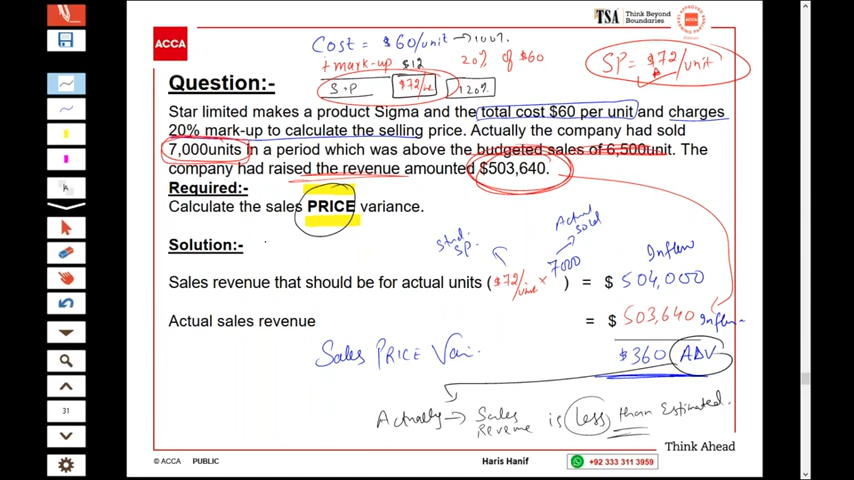 TSA Think Beyond
Boundaries
ACCA
Cost = $60/unit → 100%
+ mark-up $12 20% of $60
S.P $72/u 120%
SP = $72/unit
Question:-
Star limited makes a product Sigma and the total cost $60 per unit and charges
20% mark-up to calculate the selling price. Actually the company had sold
7,000units in a period which was above the budgeted sales of 6,500unit. The
company had raised the revenue amounted $503,640.
Required:-
Calculate the sales PRICE variance.
Actual
Sold
Stnd.
SP.
Inflow
Solution:-
Sales revenue that should be for actual units ($72/unit × 7000) = $ 504,000
Actual sales revenue = $ 503,640 Inflow
Sales PRICE Vari. $360 ADV
Actually → Sales Revenue is less than Estimated.
31
Think Ahead
© ACCA PUBLIC Haris Hanif +92 333 311 3959